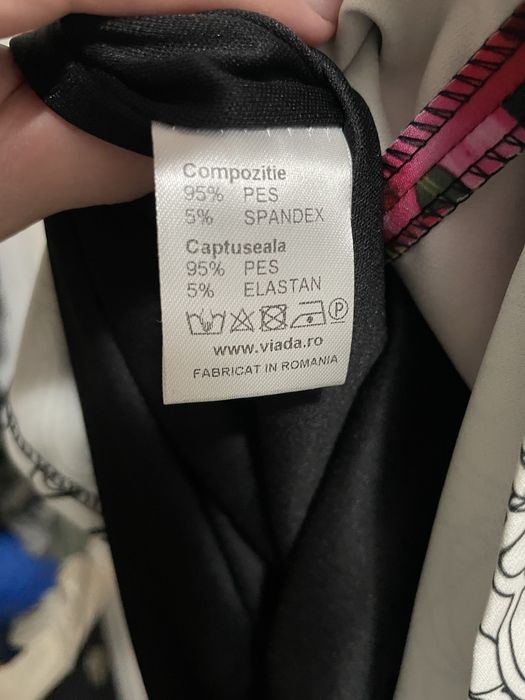 Compozitie
95% PES
5% SPANDEX
Captuseala
95% PES
5% ELASTAN
P
www.viada.ro
FABRICAT IN ROMANIA